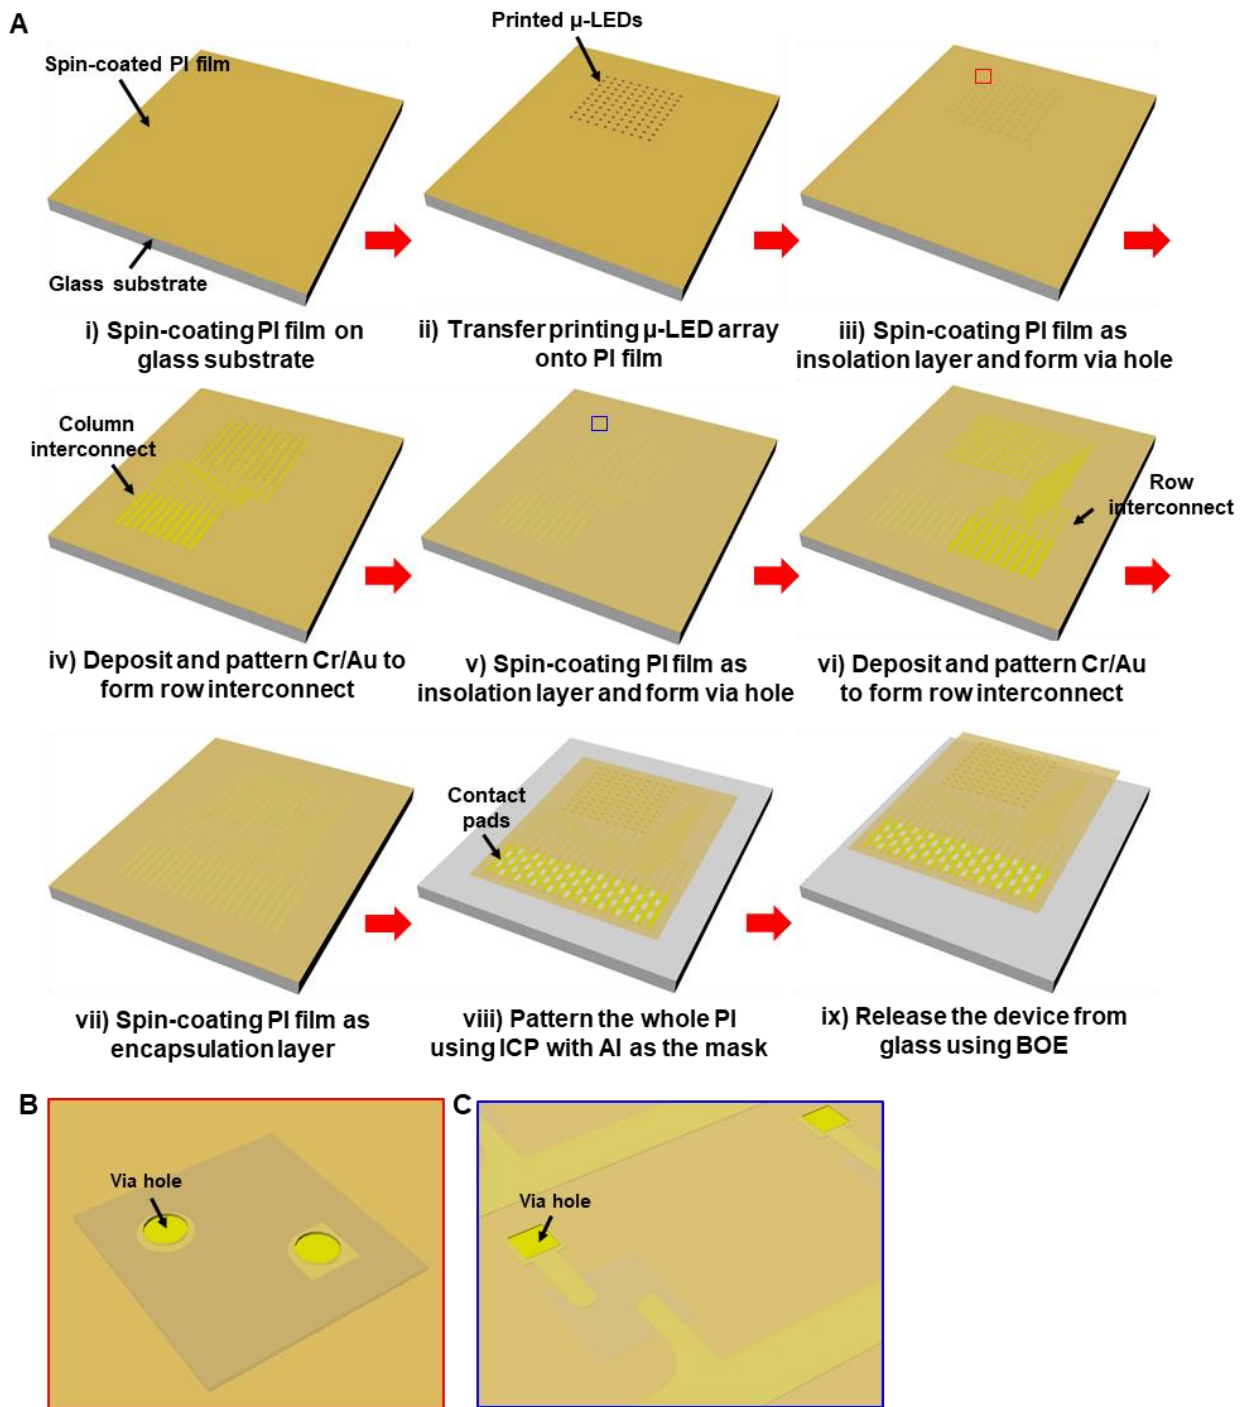 A
Printed μ-LEDs
Spin-coated PI film
Glass substrate
i) Spin-coating PI film on
glass substrate
ii) Transfer printing μ-LED array
onto PI film
iii) Spin-coating PI film as
insolation layer and form via hole
Column
interconnect
Row
interconnect
iv) Deposit and pattern Cr/Au to
form row interconnect
v) Spin-coating PI film as
insolation layer and form via hole
vi) Deposit and pattern Cr/Au
to form row interconnect
Contact
pads
vii) Spin-coating PI film as
encapsulation layer
viii) Pattern the whole PI
using ICP with Al as the mask
ix) Release the device from
glass using BOE
B
Via hole
C
Via hole